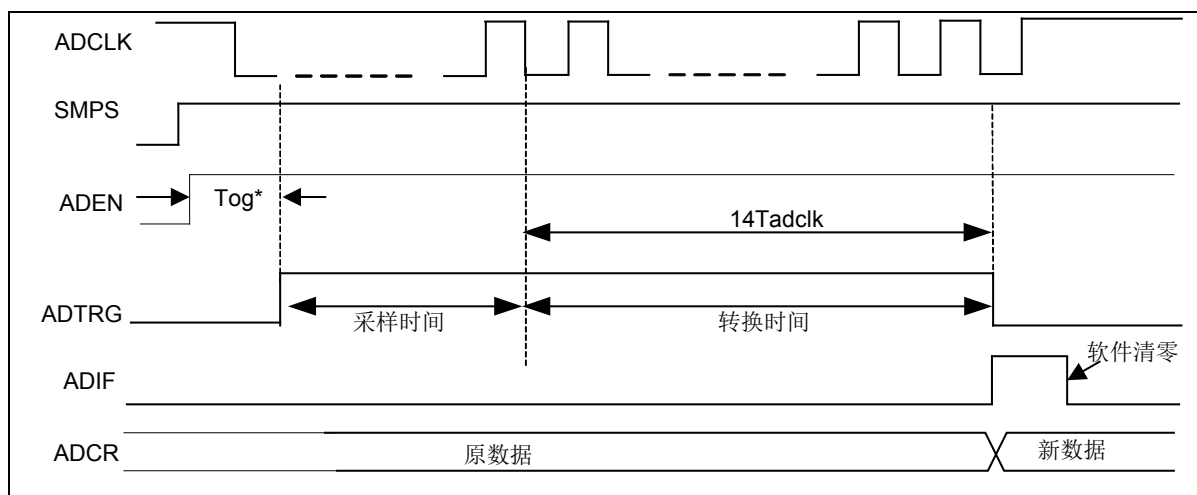 ADCLK
SMPS
ADEN
Tog*
14Tadclk
ADTRG
采样时间
转换时间
ADIF
软件清零
ADCR
原数据
新数据